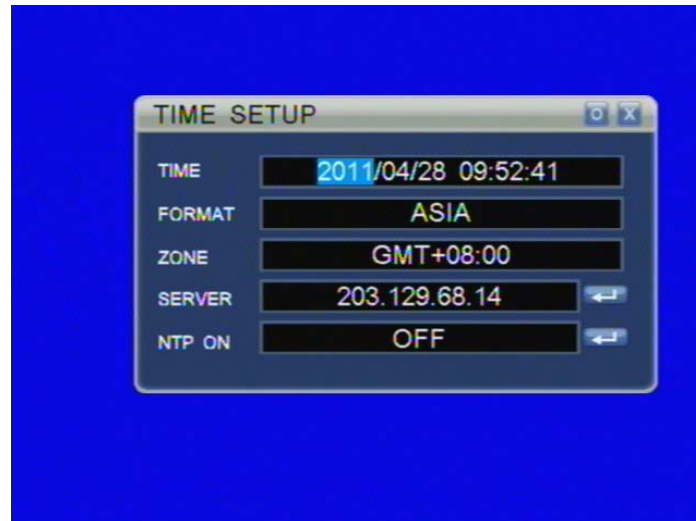 TIME SETUP
TIME 2011/04/28 09:52:41
FORMAT ASIA
ZONE GMT+08:00
SERVER 203.129.68.14
NTP ON OFF